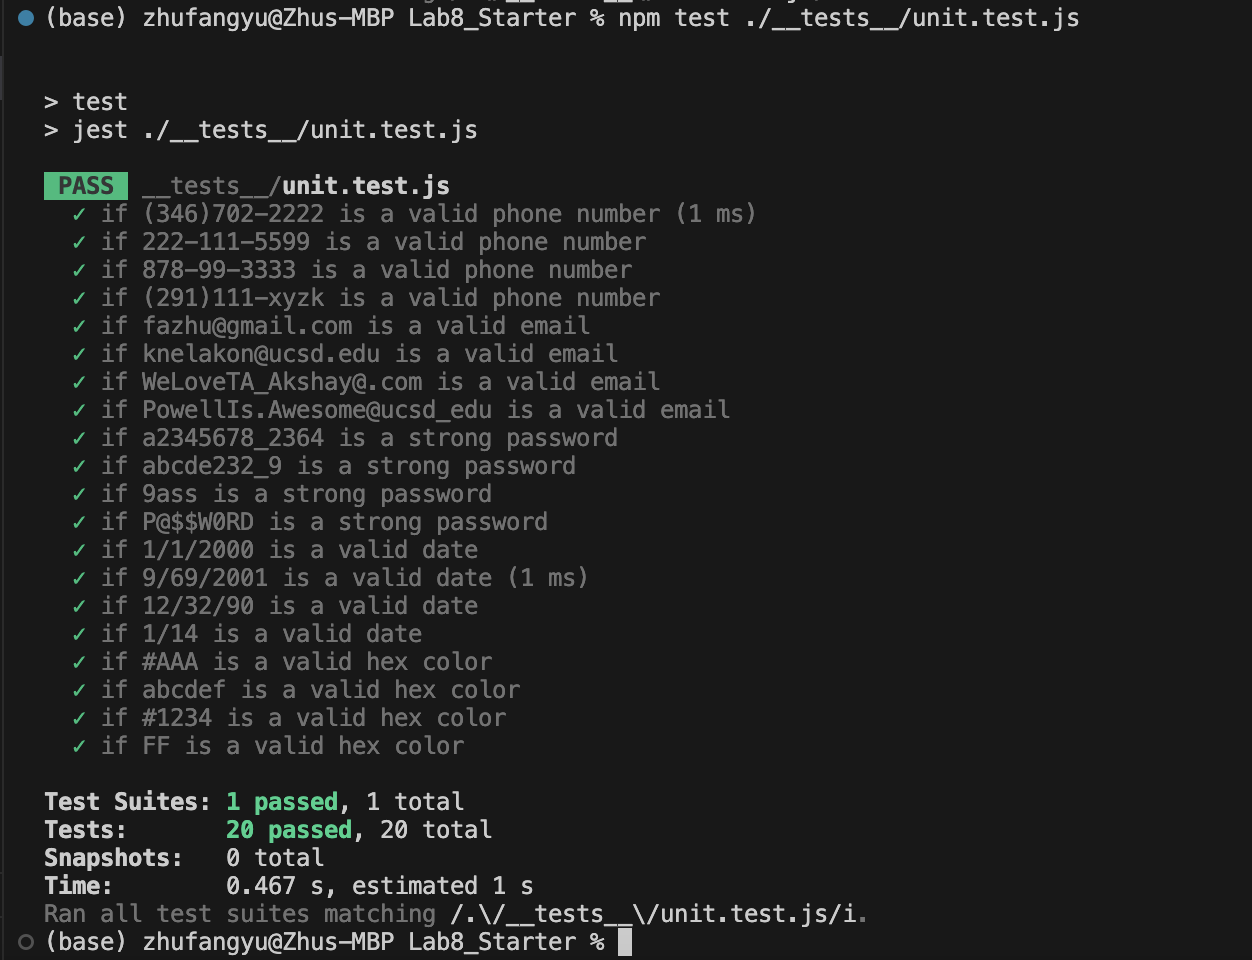 (base) zhufangyu@Zhus-MBP Lab8_Starter % npm test ./__tests__/unit.test.js
> test
> jest ./__tests__/unit.test.js
PASS __tests__/unit.test.js
✓ if (346)702-2222 is a valid phone number (1 ms)
✓ if 222-111-5599 is a valid phone number
✓ if 878-99-3333 is a valid phone number
✓ if (291)111-xyzk is a valid phone number
✓ if fazhu@gmail.com is a valid email
✓ if knelakon@ucsd.edu is a valid email
✓ if WeLoveTA_Akshay@.com is a valid email
✓ if PowellIs.Awesome@ucsd_edu is a valid email
✓ if a2345678_2364 is a strong password
✓ if abcde232_9 is a strong password
✓ if 9ass is a strong password
✓ if P@$$W0RD is a strong password
✓ if 1/1/2000 is a valid date
✓ if 9/69/2001 is a valid date (1 ms)
✓ if 12/32/90 is a valid date
✓ if 1/14 is a valid date
✓ if #AAA is a valid hex color
✓ if abcdef is a valid hex color
✓ if #1234 is a valid hex color
✓ if FF is a valid hex color
Test Suites: 1 passed, 1 total
Tests: 20 passed, 20 total
Snapshots: 0 total
Time: 0.467 s, estimated 1 s
Ran all test suites matching /.\/__tests__\/unit.test.js/i.
(base) zhufangyu@Zhus-MBP Lab8_Starter %